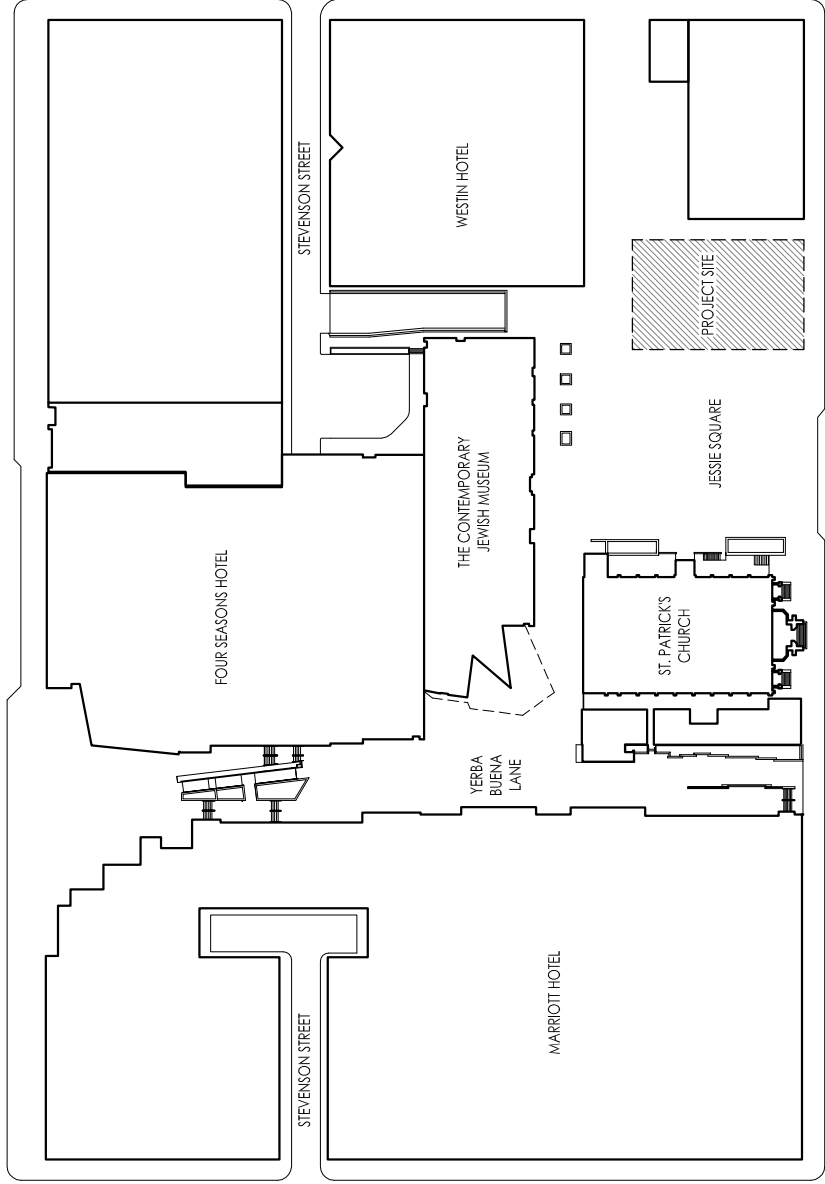 STEVENSON STREET
WESTIN HOTEL
PROJECT SITE
JESSIE SQUARE
THE CONTEMPORARY
JEWISH MUSEUM
FOUR SEASONS HOTEL
ST. PATRICK'S
CHURCH
YERBA
BUENA
LANE
MARRIOTT HOTEL
STEVENSON STREET